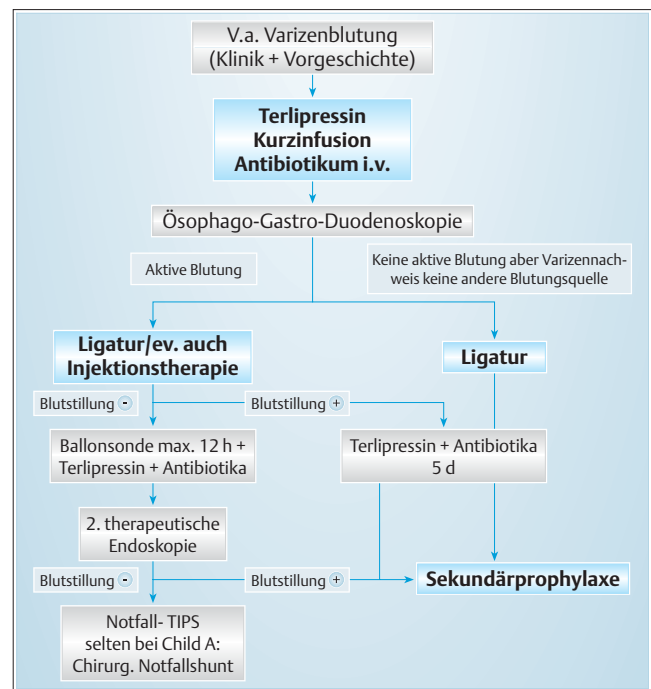 V.a. Varizenblutung
(Klinik + Vorgeschichte)
Terlipressin
Kurzinfusion
Antibiotikum i.v.
Ösophago-Gastro-Duodenoskopie
Aktive Blutung
Keine aktive Blutung aber Varizennach-
weis keine andere Blutungsquelle
Ligatur/ev. auch
Injektionstherapie
Ligatur
Blutstillung -
Blutstillung +
Ballonsonde max. 12 h +
Terlipressin + Antibiotika
Terlipressin + Antibiotika
5 d
2. therapeutische
Endoskopie
Blutstillung -
Blutstillung +
Sekundärprophylaxe
Notfall- TIPS
selten bei Child A:
Chirurg. Notfallshunt